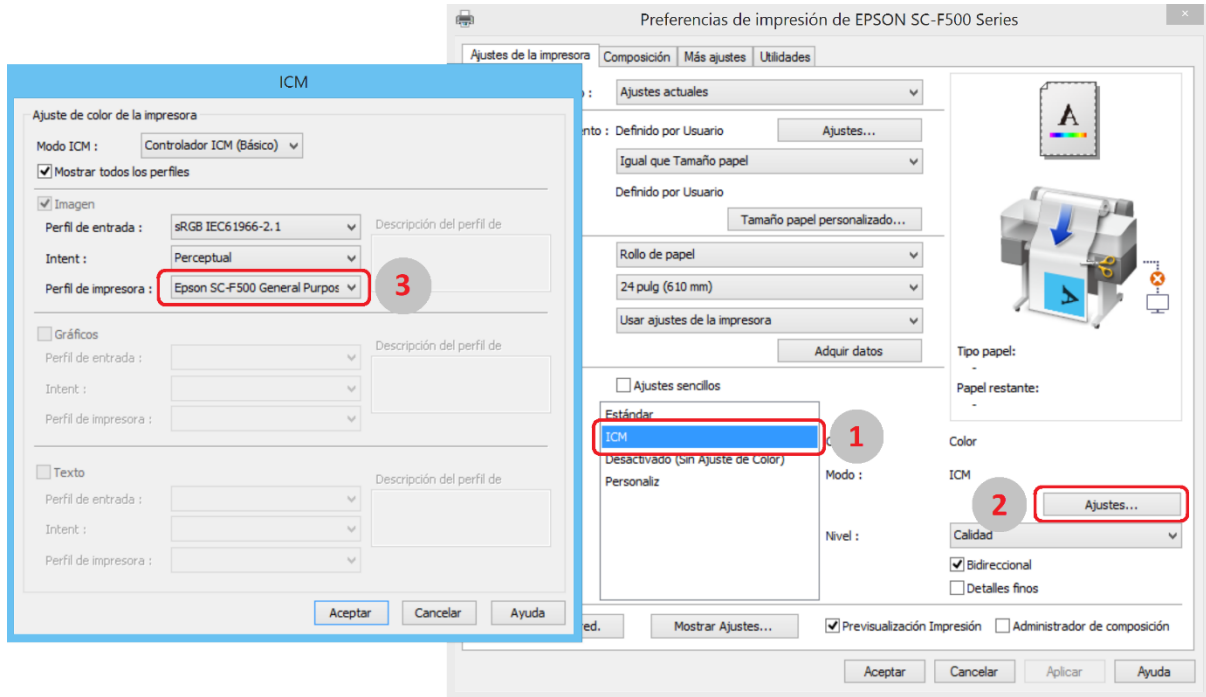 Preferencias de impresión de EPSON SC-F500 Series
Ajustes de la impresora
Composición
Más ajustes
Utilidades
Ajustes actuales
Definido por Usuario
Ajustes...
Igual que Tamaño papel
Definido por Usuario
Tamaño papel personalizado...
Rollo de papel
24 pulg (610 mm)
Usar ajustes de la impresora
Adquir datos
Ajustes sencillos
Estándar
ICM
Desactivado (Sin Ajuste de Color)
Personaliz
1
A
Tipo papel:
-
Papel restante:
-
Color
Modo :
ICM
2
Ajustes...
Nivel :
Calidad
Bidireccional
Detalles finos
Mostrar Ajustes...
Previsualización Impresión
Administrador de composición
Aceptar
Cancelar
Aplicar
Ayuda
ICM
Ajuste de color de la impresora
Modo ICM :
Controlador ICM (Básico)
Mostrar todos los perfiles
Imagen
Perfil de entrada :
sRGB IEC61966-2.1
Descripción del perfil de
Intent :
Perceptual
Perfil de impresora :
Epson SC-F500 General Purpos
3
Gráficos
Perfil de entrada :
Descripción del perfil de
Intent :
Perfil de impresora :
Texto
Perfil de entrada :
Descripción del perfil de
Intent :
Perfil de impresora :
Aceptar
Cancelar
Ayuda